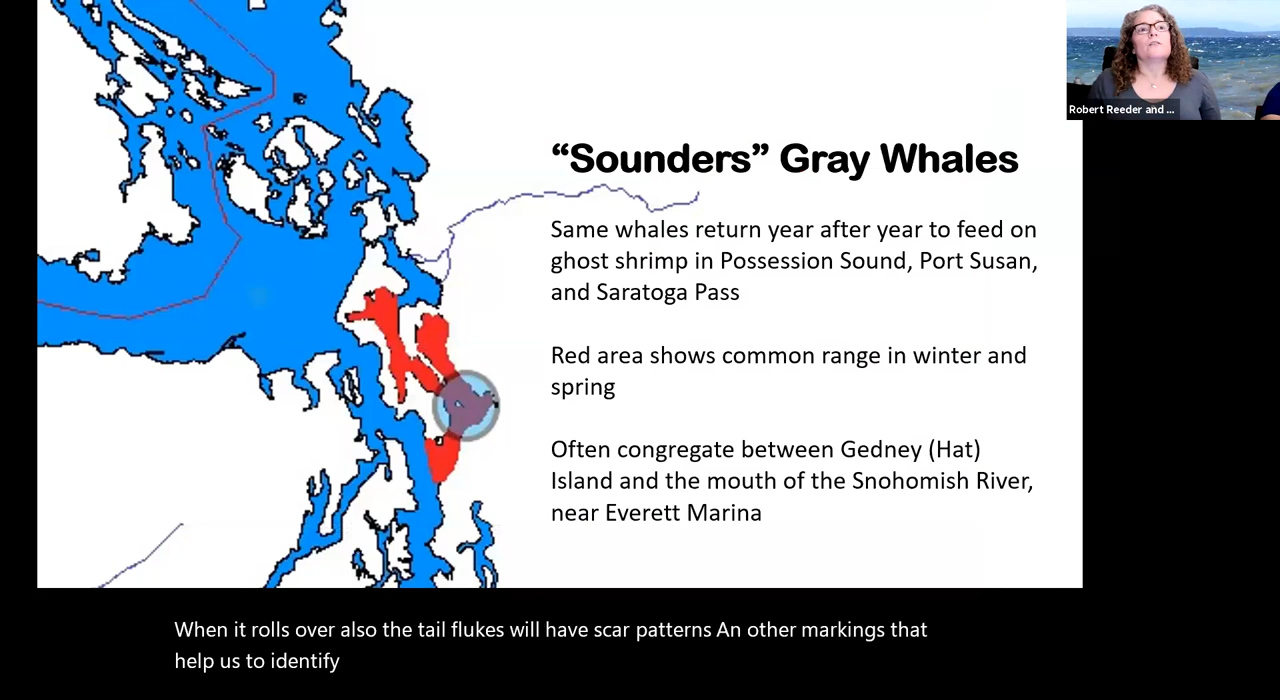 Robert Reeder and ...
“Sounders” Gray Whales
Same whales return year after year to feed on
ghost shrimp in Possession Sound, Port Susan,
and Saratoga Pass
Red area shows common range in winter and
spring
Often congregate between Gedney (Hat)
Island and the mouth of the Snohomish River,
near Everett Marina
When it rolls over also the tail flukes will have scar patterns An other markings that
help us to identify